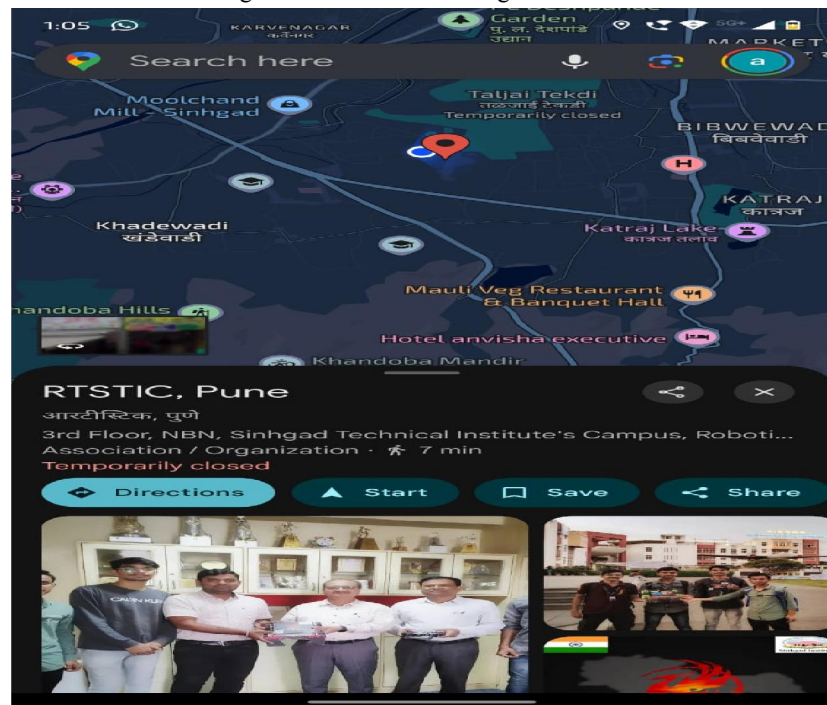 1:05
5G+
KARVENAGAR
कर्वेनगर
Garden
पु. ल. देशपांडे
उद्यान
MARKET
Search here
a
Moolchand
Mill - Sinhgad
Taljai Tekdi
तळजाई टेकडी
Temporarily closed
BIBWEWAD
बिबवेवाडी
H
KATRAJ
कात्रज
Khadewadi
खंडेवाडी
Katraj Lake
कात्रज तलाव
Mauli Veg Restaurant
& Banquet Hall
handoba Hills
Hotel anvisha executive
Khandoba Mandir
RTSTIC, Pune
आरटीस्टिक, पुणे
3rd Floor, NBN, Sinhgad Technical Institute's Campus, Roboti...
Association / Organization · 7 min
Temporarily closed
Directions
Start
Save
Share